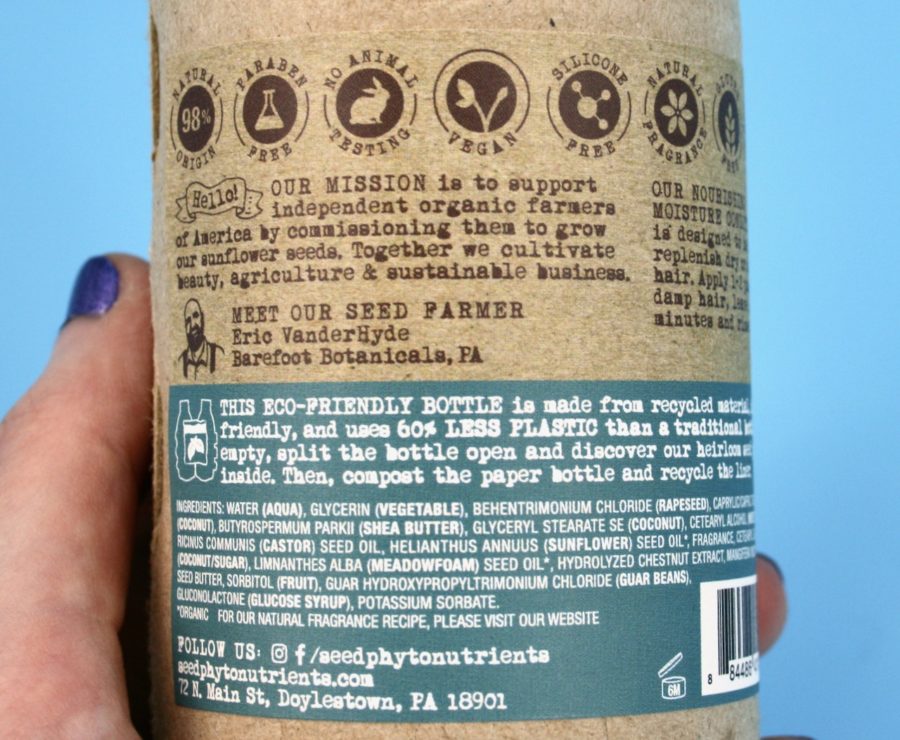 NATURAL 98% ORIGIN
PARABEN FREE
NO ANIMAL TESTING
VEGAN
SILICONE FREE
NATURAL FRAGRANCE
FREE
Hello! OUR MISSION is to support
independent organic farmers
of America by commissioning them to grow
our sunflower seeds. Together we cultivate
beauty, agriculture & sustainable business.
MEET OUR SEED FARMER
Eric VanderHyde
Barefoot Botanicals, PA
OUR
MOISTURE
is designed
replenish dry
hair. Apply
damp hair,
minutes and
THIS ECO-FRIENDLY BOTTLE is made from recycled material,
friendly, and uses 60% LESS PLASTIC than a traditional
empty, split the bottle open and discover our heirloom
inside. Then, compost the paper bottle and recycle the liner.
INGREDIENTS: WATER (AQUA), GLYCERIN (VEGETABLE), BEHENTRIMONIUM CHLORIDE (RAPESEED),
(COCONUT), BUTYROSPERMUM PARKII (SHEA BUTTER), GLYCERYL STEARATE SE (COCONUT), CETEARYL ALCOHOL,
RICINUS COMMUNIS (CASTOR) SEED OIL, HELIANTHUS ANNUUS (SUNFLOWER) SEED OIL*, FRAGRANCE,
(COCONUT/SUGAR), LIMNANTHES ALBA (MEADOWFOAM) SEED OIL*, HYDROLYZED CHESTNUT EXTRACT,
SEED BUTTER, SORBITOL (FRUIT), GUAR HYDROXYPROPYLTRIMONIUM CHLORIDE (GUAR BEANS),
GLUCONOLACTONE (GLUCOSE SYRUP), POTASSIUM SORBATE.
*ORGANIC FOR OUR NATURAL FRAGRANCE RECIPE, PLEASE VISIT OUR WEBSITE
FOLLOW US: f/seedphytonutrients
seedphytonutrients.com
72 N. Main St, Doylestown, PA 18901
6M
8 84486